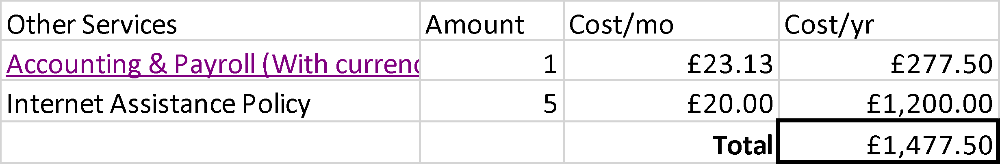 Other Services Amount Cost/mo Cost/yr
Accounting & Payroll (With currenc 1 £23.13 £277.50
Internet Assistance Policy 5 £20.00 £1,200.00
Total £1,477.50